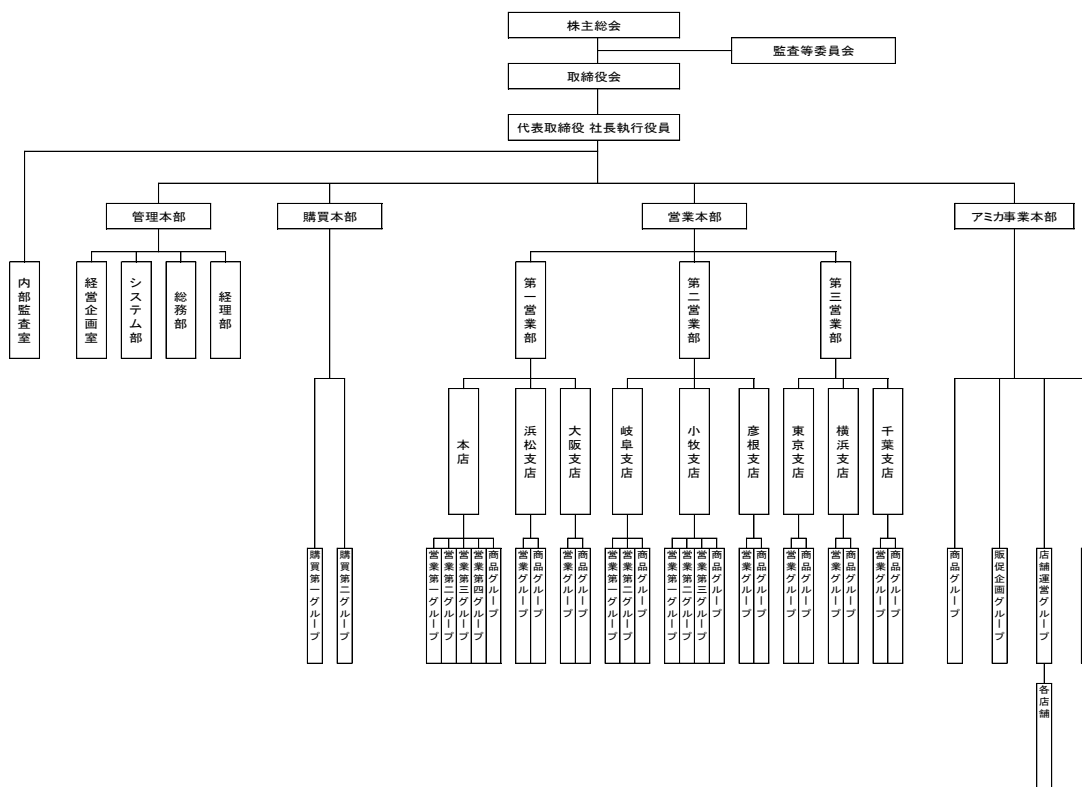 株主総会
監査等委員会
取締役会
代表取締役 社長執行役員
管理本部
購買本部
営業本部
アミカ事業本部
内部監査室
経営企画室
システム部
総務部
経理部
第一営業部
第二営業部
第三営業部
本店
浜松支店
大阪支店
岐阜支店
小牧支店
彦根支店
東京支店
横浜支店
千葉支店
購買第一グループ
購買第二グループ
営業第一グループ
営業第二グループ
営業第三グループ
営業第四グループ
商品グループ
営業グループ
商品グループ
営業グループ
商品グループ
営業第一グループ
営業第二グループ
商品グループ
営業第一グループ
営業第二グループ
営業第三グループ
商品グループ
営業グループ
商品グループ
営業グループ
商品グループ
営業グループ
商品グループ
営業グループ
商品グループ
商品グループ
販促企画グループ
店舗運営グループ
各店舗